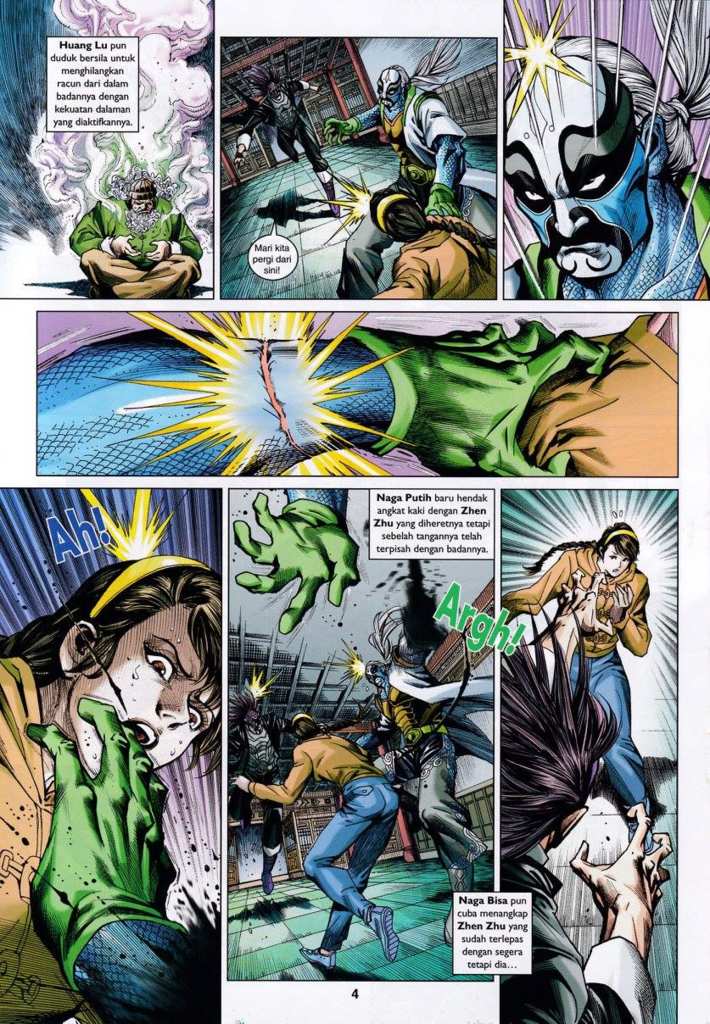 Huang Lu pun
duduk bersila untuk
menghilangkan
racun dari dalam
badannya dengan
kekuatan dalaman
yang diaktifkannya.
Mari kita
pergi dari
sini!
Ah!
Naga Putih baru hendak
angkat kaki dengan Zhen
Zhu yang diheretnya tetapi
sebelah tangannya telah
terpisah dengan badannya.
Argh!
Naga Bisa pun
cuba menangkap
Zhen Zhu yang
sudah terlepas
dengan segera
tetapi dia...
4